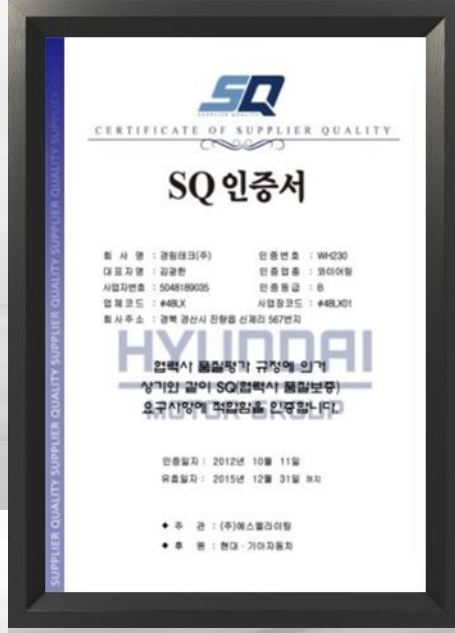 SQ
SUPPLIER QUALITY
CERTIFICATE OF SUPPLIER QUALITY
SQ 인증서
회 사 명 : 경림테크(주) 인증번호 : WH230
대표자명 : 김광한 인증업종 : 와이어링
사업자번호 : 5048189035 인증등급 : B
업체코드 : #48LX 사업장코드 : #48LX01
회사주소 : 경북 경산시 진량읍 신제리 567번지
HYUNDAI
MOTOR GROUP
협력사 품질평가 규정에 의거
상기와 같이 SQ(협력사 품질보증)
요구사항에 적합함을 인증합니다.
인증일자 : 2012년 10월 11일
유효일자 : 2015년 12월 31일 까지
◆ 주 관 : (주)에스엘라이팅
◆ 후 원 : 현대 · 기아자동차
SUPPLIER QUALITY SUPPLIER QUALITY SUPPLIER QUALITY SUPPLIER QUALITY